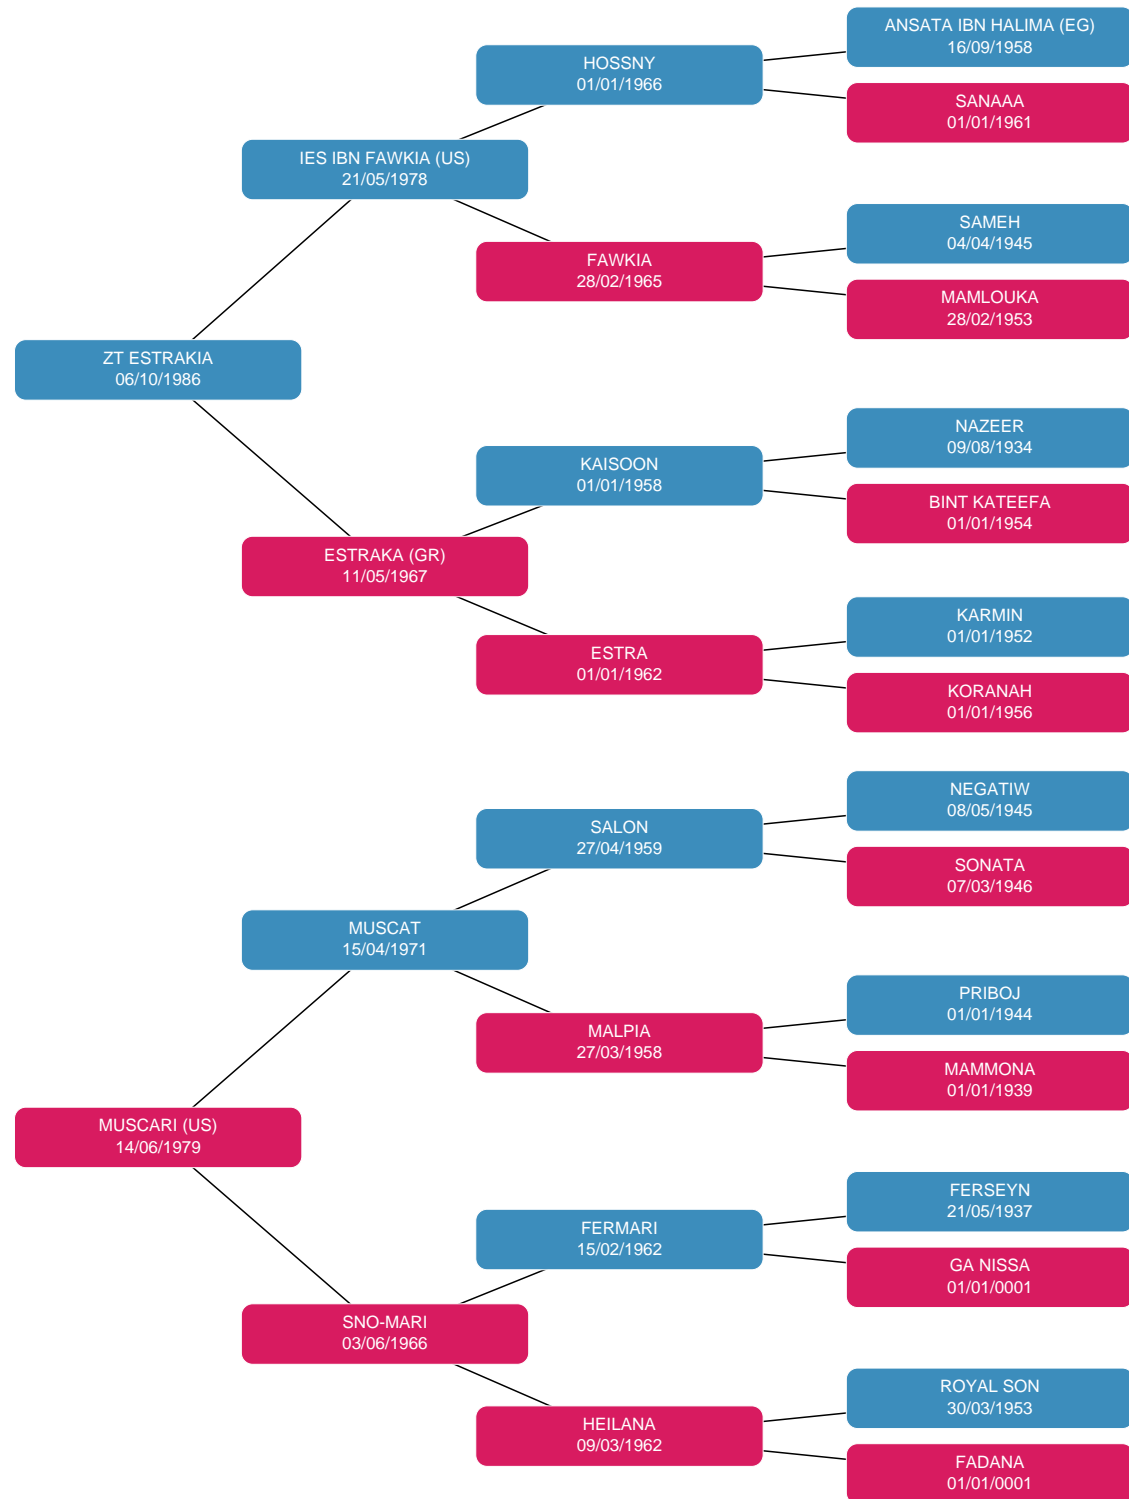 ANSATA IBN HALIMA (EG)
16/09/1958
HOSSNY
01/01/1966
SANAAA
01/01/1961
IES IBN FAWKIA (US)
21/05/1978
SAMEH
04/04/1945
FAWKIA
28/02/1965
MAMLOUKA
28/02/1953
ZT ESTRAKIA
06/10/1986
NAZEER
09/08/1934
KAISOON
01/01/1958
BINT KATEEFA
01/01/1954
ESTRAKA (GR)
11/05/1967
KARMIN
01/01/1952
ESTRA
01/01/1962
KORANAH
01/01/1956
NEGATIW
08/05/1945
SALON
27/04/1959
SONATA
07/03/1946
MUSCAT
15/04/1971
PRIBOJ
01/01/1944
MALPIA
27/03/1958
MAMMONA
01/01/1939
MUSCARI (US)
14/06/1979
FERSEYN
21/05/1937
FERMARI
15/02/1962
GA NISSA
01/01/0001
SNO-MARI
03/06/1966
ROYAL SON
30/03/1953
HEILANA
09/03/1962
FADANA
01/01/0001